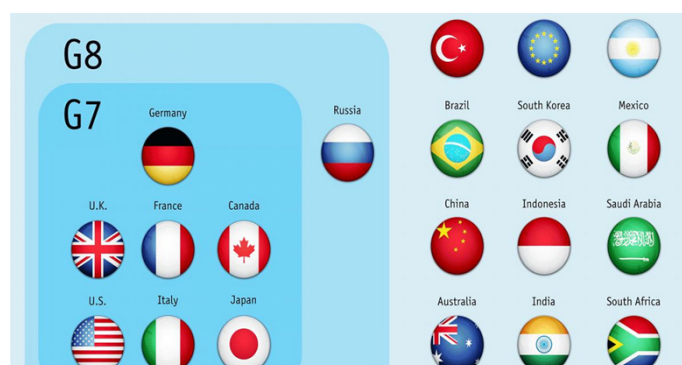 G8
G7
Germany
Russia
Brazil
South Korea
Mexico
U.K.
France
Canada
China
Indonesia
Saudi Arabia
U.S.
Italy
Japan
Australia
India
South Africa